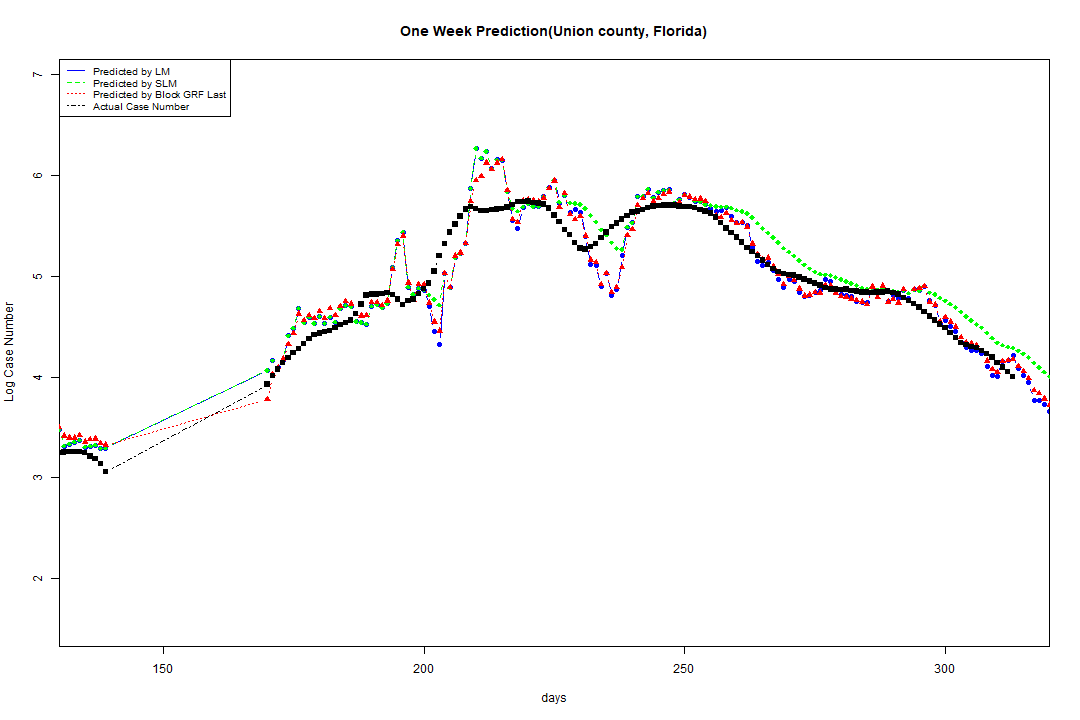 One Week Prediction(Union county, Florida)
Predicted by LM
Predicted by SLM
Predicted by Block GRF Last
Actual Case Number
7
6
5
4
3
2
Log Case Number
150
200
250
300
days